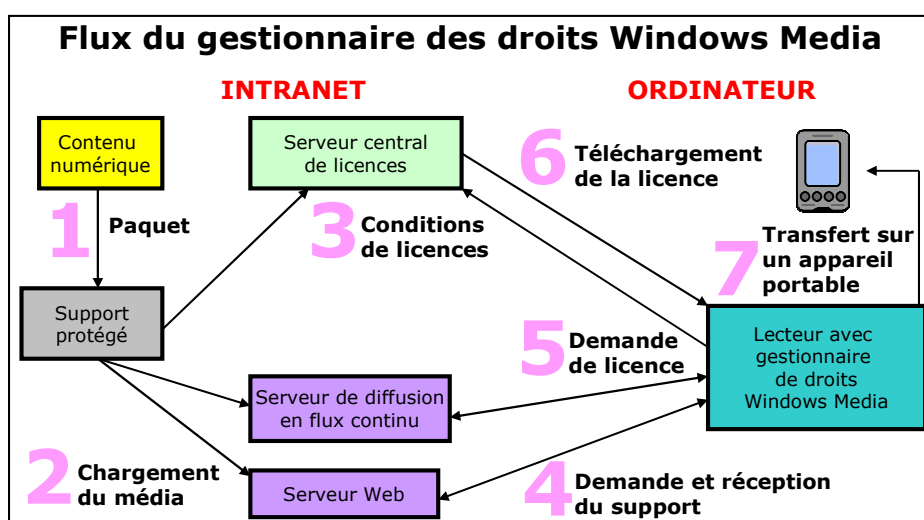 Flux du gestionnaire des droits Windows Media
INTRANET
ORDINATEUR
Contenu
numérique
1
Paquet
Support
protégé
2
Chargement
du média
Serveur central
de licences
3
Conditions
de licences
Serveur de diffusion
en flux continu
Serveur Web
4
Demande et réception
du support
5
Demande
de licence
6
Téléchargement
de la licence
7
Transfert sur
un appareil
portable
Lecteur avec
gestionnaire
de droits
Windows Media